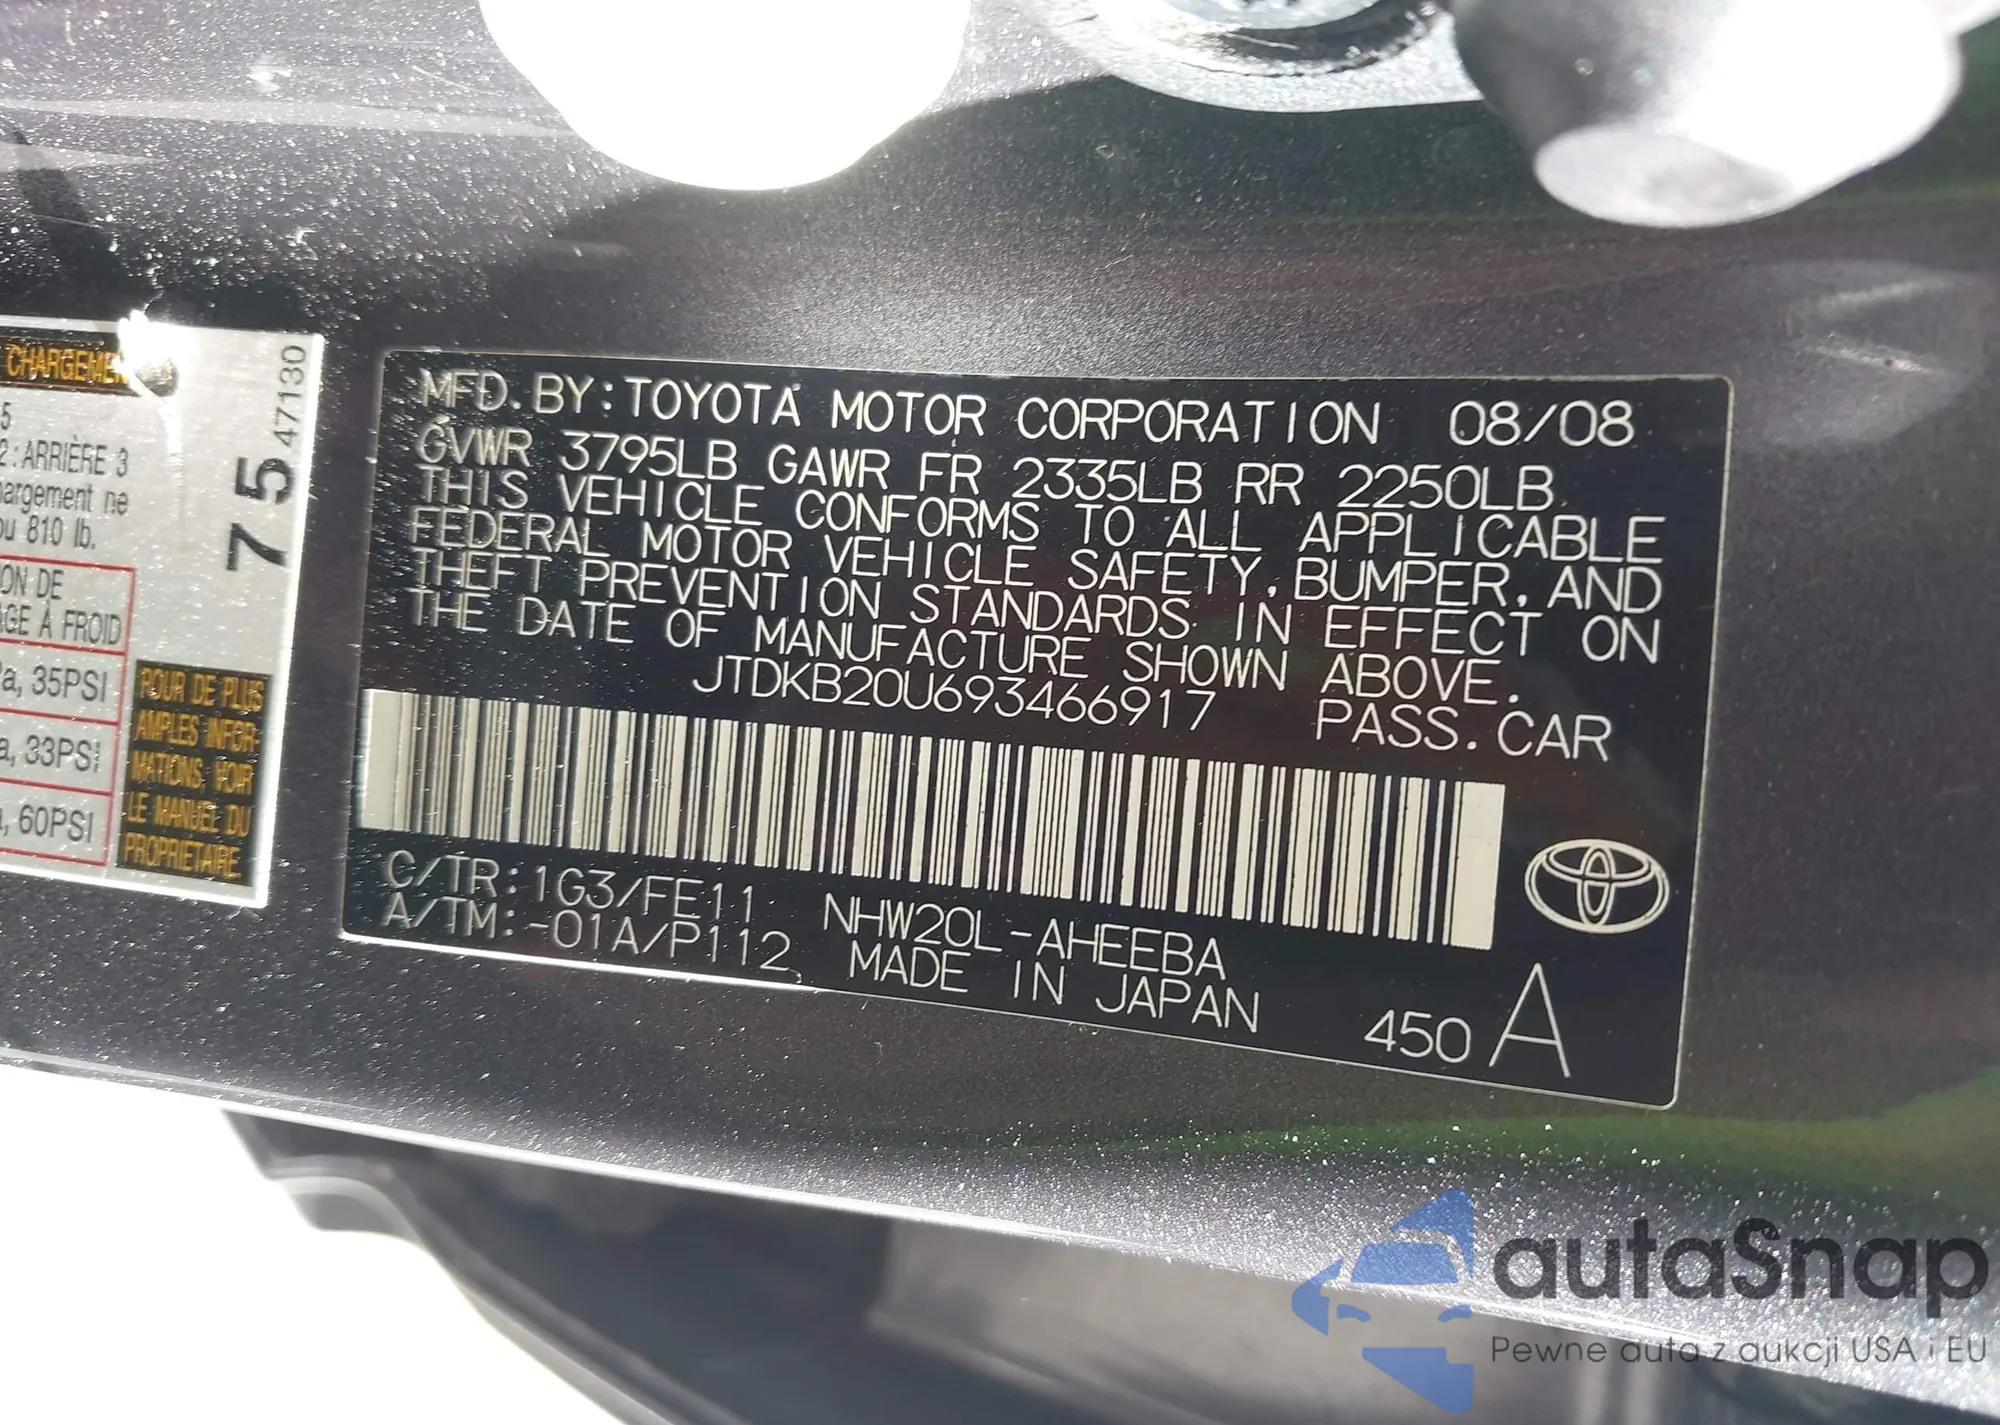 CHARGEMEN
5
2:ARRIÈRE 3
hargement ne
ou 810 lb.
ON DE
AGE À FROID
Pa, 35PSI
a, 33PSI
a, 60PSI
75
47130
POUR DE PLUS
AMPLES INFOR-
MATIONS, VOIR
LE MANUEL DU
PROPRIÉTAIRE
MFD. BY: TOYOTA MOTOR CORPORATION 08/08
GVWR 3795LB GAWR FR 2335LB RR 2250LB
THIS VEHICLE CONFORMS TO ALL APPLICABLE
FEDERAL MOTOR VEHICLE SAFETY, BUMPER, AND
THEFT PREVENTION STANDARDS IN EFFECT ON
THE DATE OF MANUFACTURE SHOWN ABOVE.
JTDKB20U693466917 PASS. CAR
C/TR: 1G3/FE11 NHW20L-AHEEBA
A/TM: -01A/P112, MADE IN JAPAN
450 A
autaSnap
Pewne auta z aukcji USA i EU